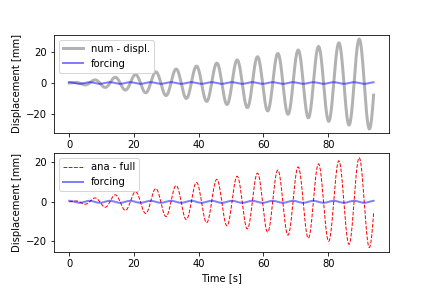 Displacement [mm]
20
0
−20
num - displ.
forcing
0 20 40 60 80
Displacement [mm]
20
0
−20
ana - full
forcing
0 20 40 60 80
Time [s]